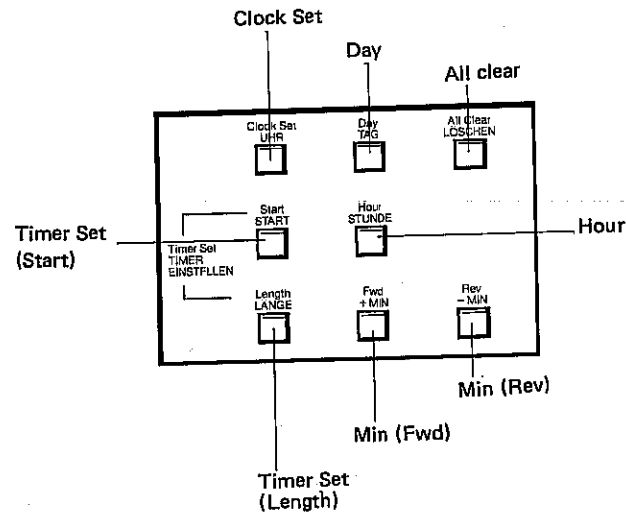 Clock Set
Day
All clear
Clock Set
UHR
Day
TAG
All Clear
LOSCHEN
Start
START
Hour
STUNDE
Timer Set
(Start)
Timer Set
TIMER
EINSTFLLEN
Hour
Length
LANGE
Fwd
+ MIN
Rev
– MIN
Min (Rev)
Min (Fwd)
Timer Set
(Length)